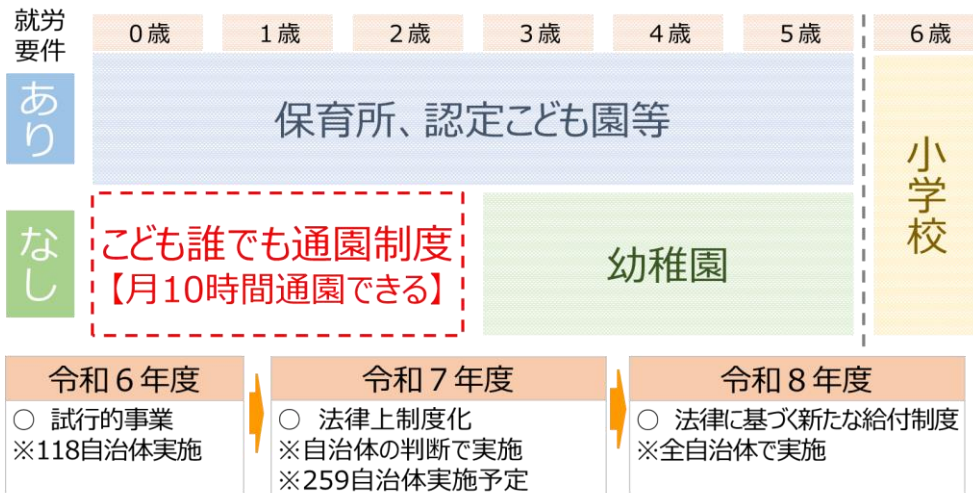 就労
要件
0歳
1歳
2歳
3歳
4歳
5歳
6歳
あり
保育所、認定こども園等
小学校
なし
こども誰でも通園制度
【月10時間通園できる】
幼稚園
令和6年度
○ 試行的事業
※118自治体実施
令和7年度
○ 法律上制度化
※自治体の判断で実施
※259自治体実施予定
令和8年度
○ 法律に基づく新たな給付制度
※全自治体で実施